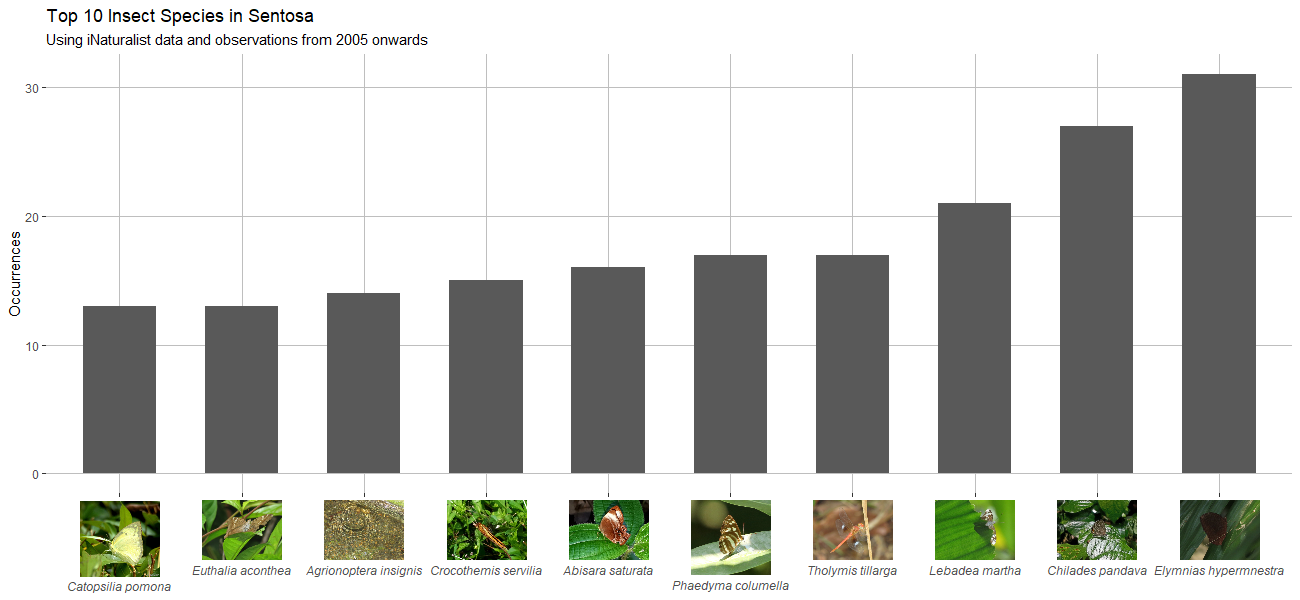 Top 10 Insect Species in Sentosa
Using iNaturalist data and observations from 2005 onwards
Occurrences
30
20
10
0
Catopsilia pomona
Euthalia aconthea
Agrionoptera insignis
Crocothemis servilia
Abisara saturata
Phaedyma columella
Tholymis tillarga
Lebadea martha
Chilades pandava
Elymnias hypermnestra